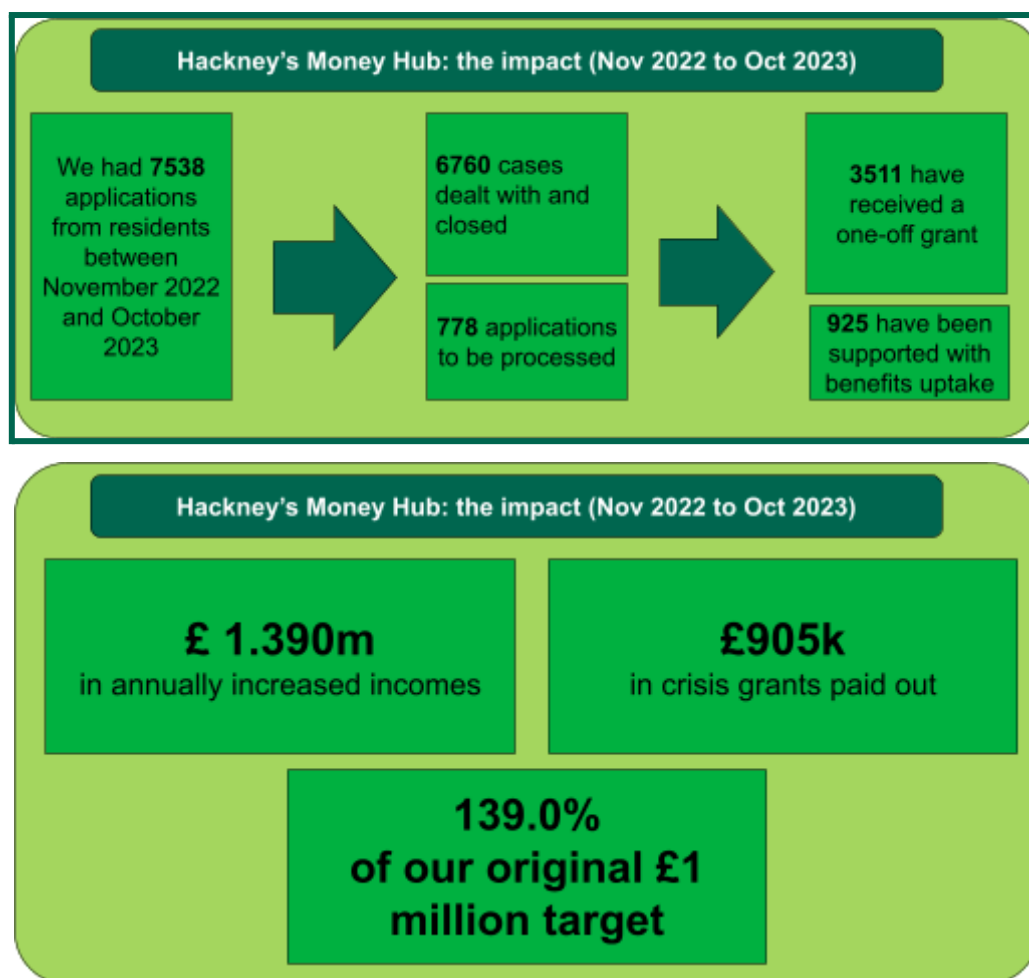 Hackney's Money Hub: the impact (Nov 2022 to Oct 2023)
We had 7538
applications
from residents
between
November 2022
and October
2023
6760 cases
dealt with and
closed
778 applications
to be processed
3511 have
received a
one-off grant
925 have been
supported with
benefits uptake
Hackney's Money Hub: the impact (Nov 2022 to Oct 2023)
£ 1.390m
in annually increased incomes
£905k
in crisis grants paid out
139.0%
of our original £1
million target